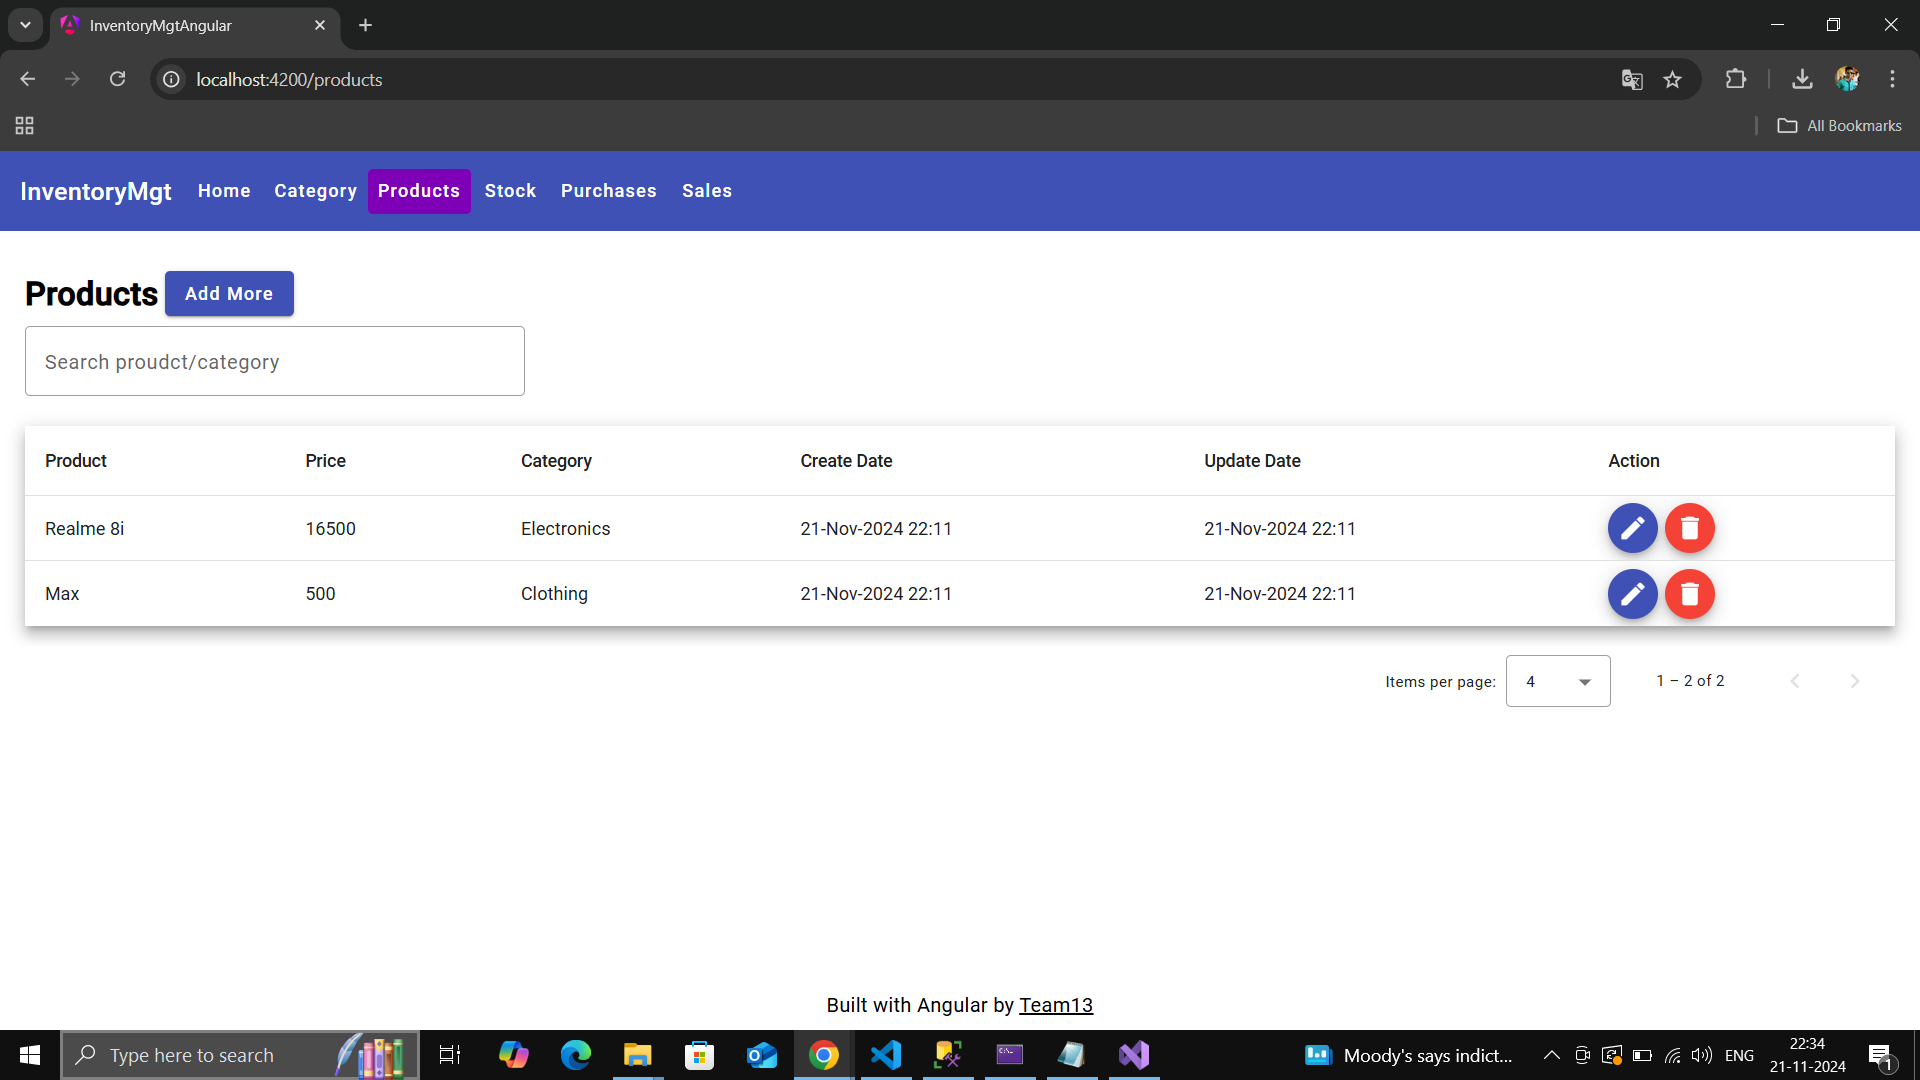 InventoryMgtAngular
localhost:4200/products
All Bookmarks
InventoryMgt Home Category Products Stock Purchases Sales
Products Add More
Search proudct/category
Product Price Category Create Date Update Date Action
Realme 8i 16500 Electronics 21-Nov-2024 22:11 21-Nov-2024 22:11
Max 500 Clothing 21-Nov-2024 22:11 21-Nov-2024 22:11
Items per page: 4 1 – 2 of 2
Built with Angular by Team13
Type here to search
Moody's says indict...
ENG
22:34
21-11-2024
1